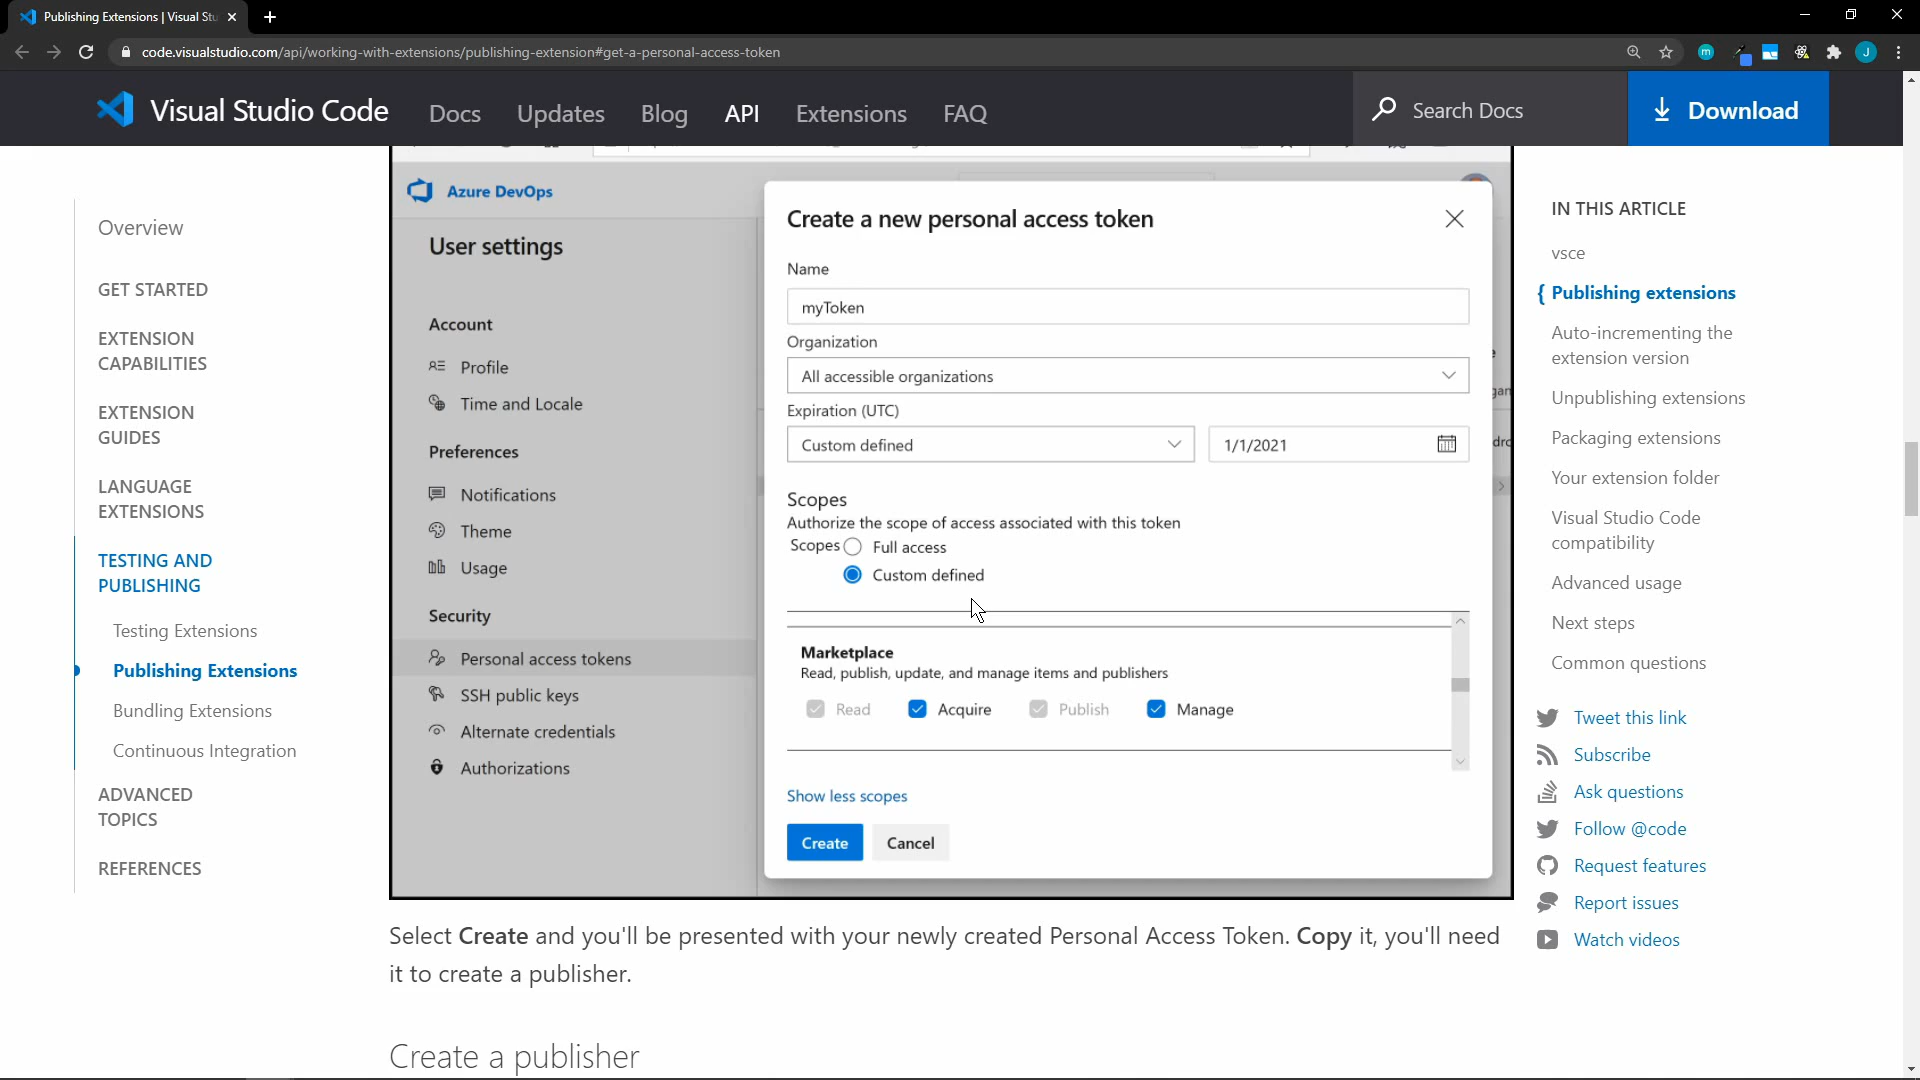 Publishing Extensions | Visual Stu
code.visualstudio.com/api/working-with-extensions/publishing-extension#get-a-personal-access-token
m
J
Visual Studio Code
Docs
Updates
Blog
API
Extensions
FAQ
Search Docs
Download
Overview
GET STARTED
EXTENSION
CAPABILITIES
EXTENSION
GUIDES
LANGUAGE
EXTENSIONS
TESTING AND
PUBLISHING
Testing Extensions
Publishing Extensions
Bundling Extensions
Continuous Integration
ADVANCED
TOPICS
REFERENCES
Azure DevOps
User settings
Account
Profile
Time and Locale
Preferences
Notifications
Theme
Usage
Security
Personal access tokens
SSH public keys
Alternate credentials
Authorizations
Create a new personal access token
Name
myToken
Organization
All accessible organizations
Expiration (UTC)
Custom defined
1/1/2021
Scopes
Authorize the scope of access associated with this token
Scopes
Full access
Custom defined
Marketplace
Read, publish, update, and manage items and publishers
Read
Acquire
Publish
Manage
Show less scopes
Create
Cancel
Select Create and you'll be presented with your newly created Personal Access Token. Copy it, you'll need
it to create a publisher.
Create a publisher
IN THIS ARTICLE
vsce
{ Publishing extensions
Auto-incrementing the
extension version
Unpublishing extensions
Packaging extensions
Your extension folder
Visual Studio Code
compatibility
Advanced usage
Next steps
Common questions
Tweet this link
Subscribe
Ask questions
Follow @code
Request features
Report issues
Watch videos